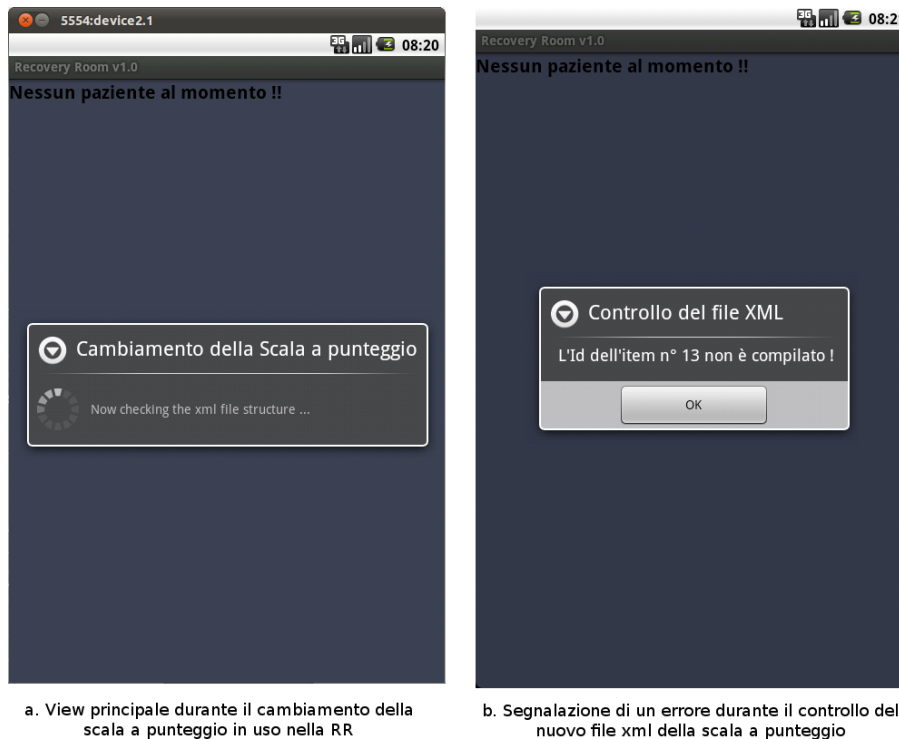 5554:device2.1
3G 08:20
Recovery Room v1.0
Nessun paziente al momento !!
Cambiamento della Scala a punteggio
Now checking the xml file structure ...
a. View principale durante il cambiamento della
scala a punteggio in uso nella RR
3G 08:2
Recovery Room v1.0
Nessun paziente al momento !!
Controllo del file XML
L'Id dell'item n° 13 non è compilato !
OK
b. Segnalazione di un errore durante il controllo del
nuovo file xml della scala a punteggio